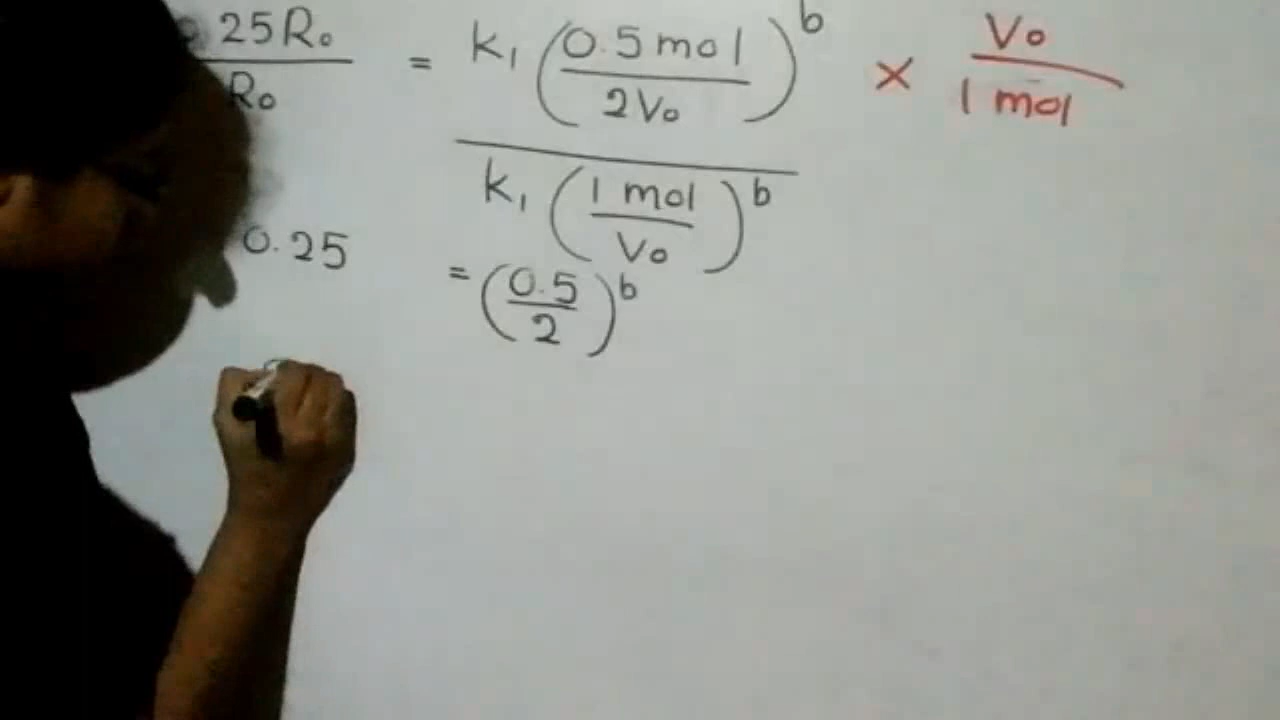 .25R₀ / R₀ = k₁ (0.5 mol / 2V₀)ᵇ / k₁ (1 mol / V₀)ᵇ × V₀ / 1 mol
0.25 = (0.5 / 2)ᵇ